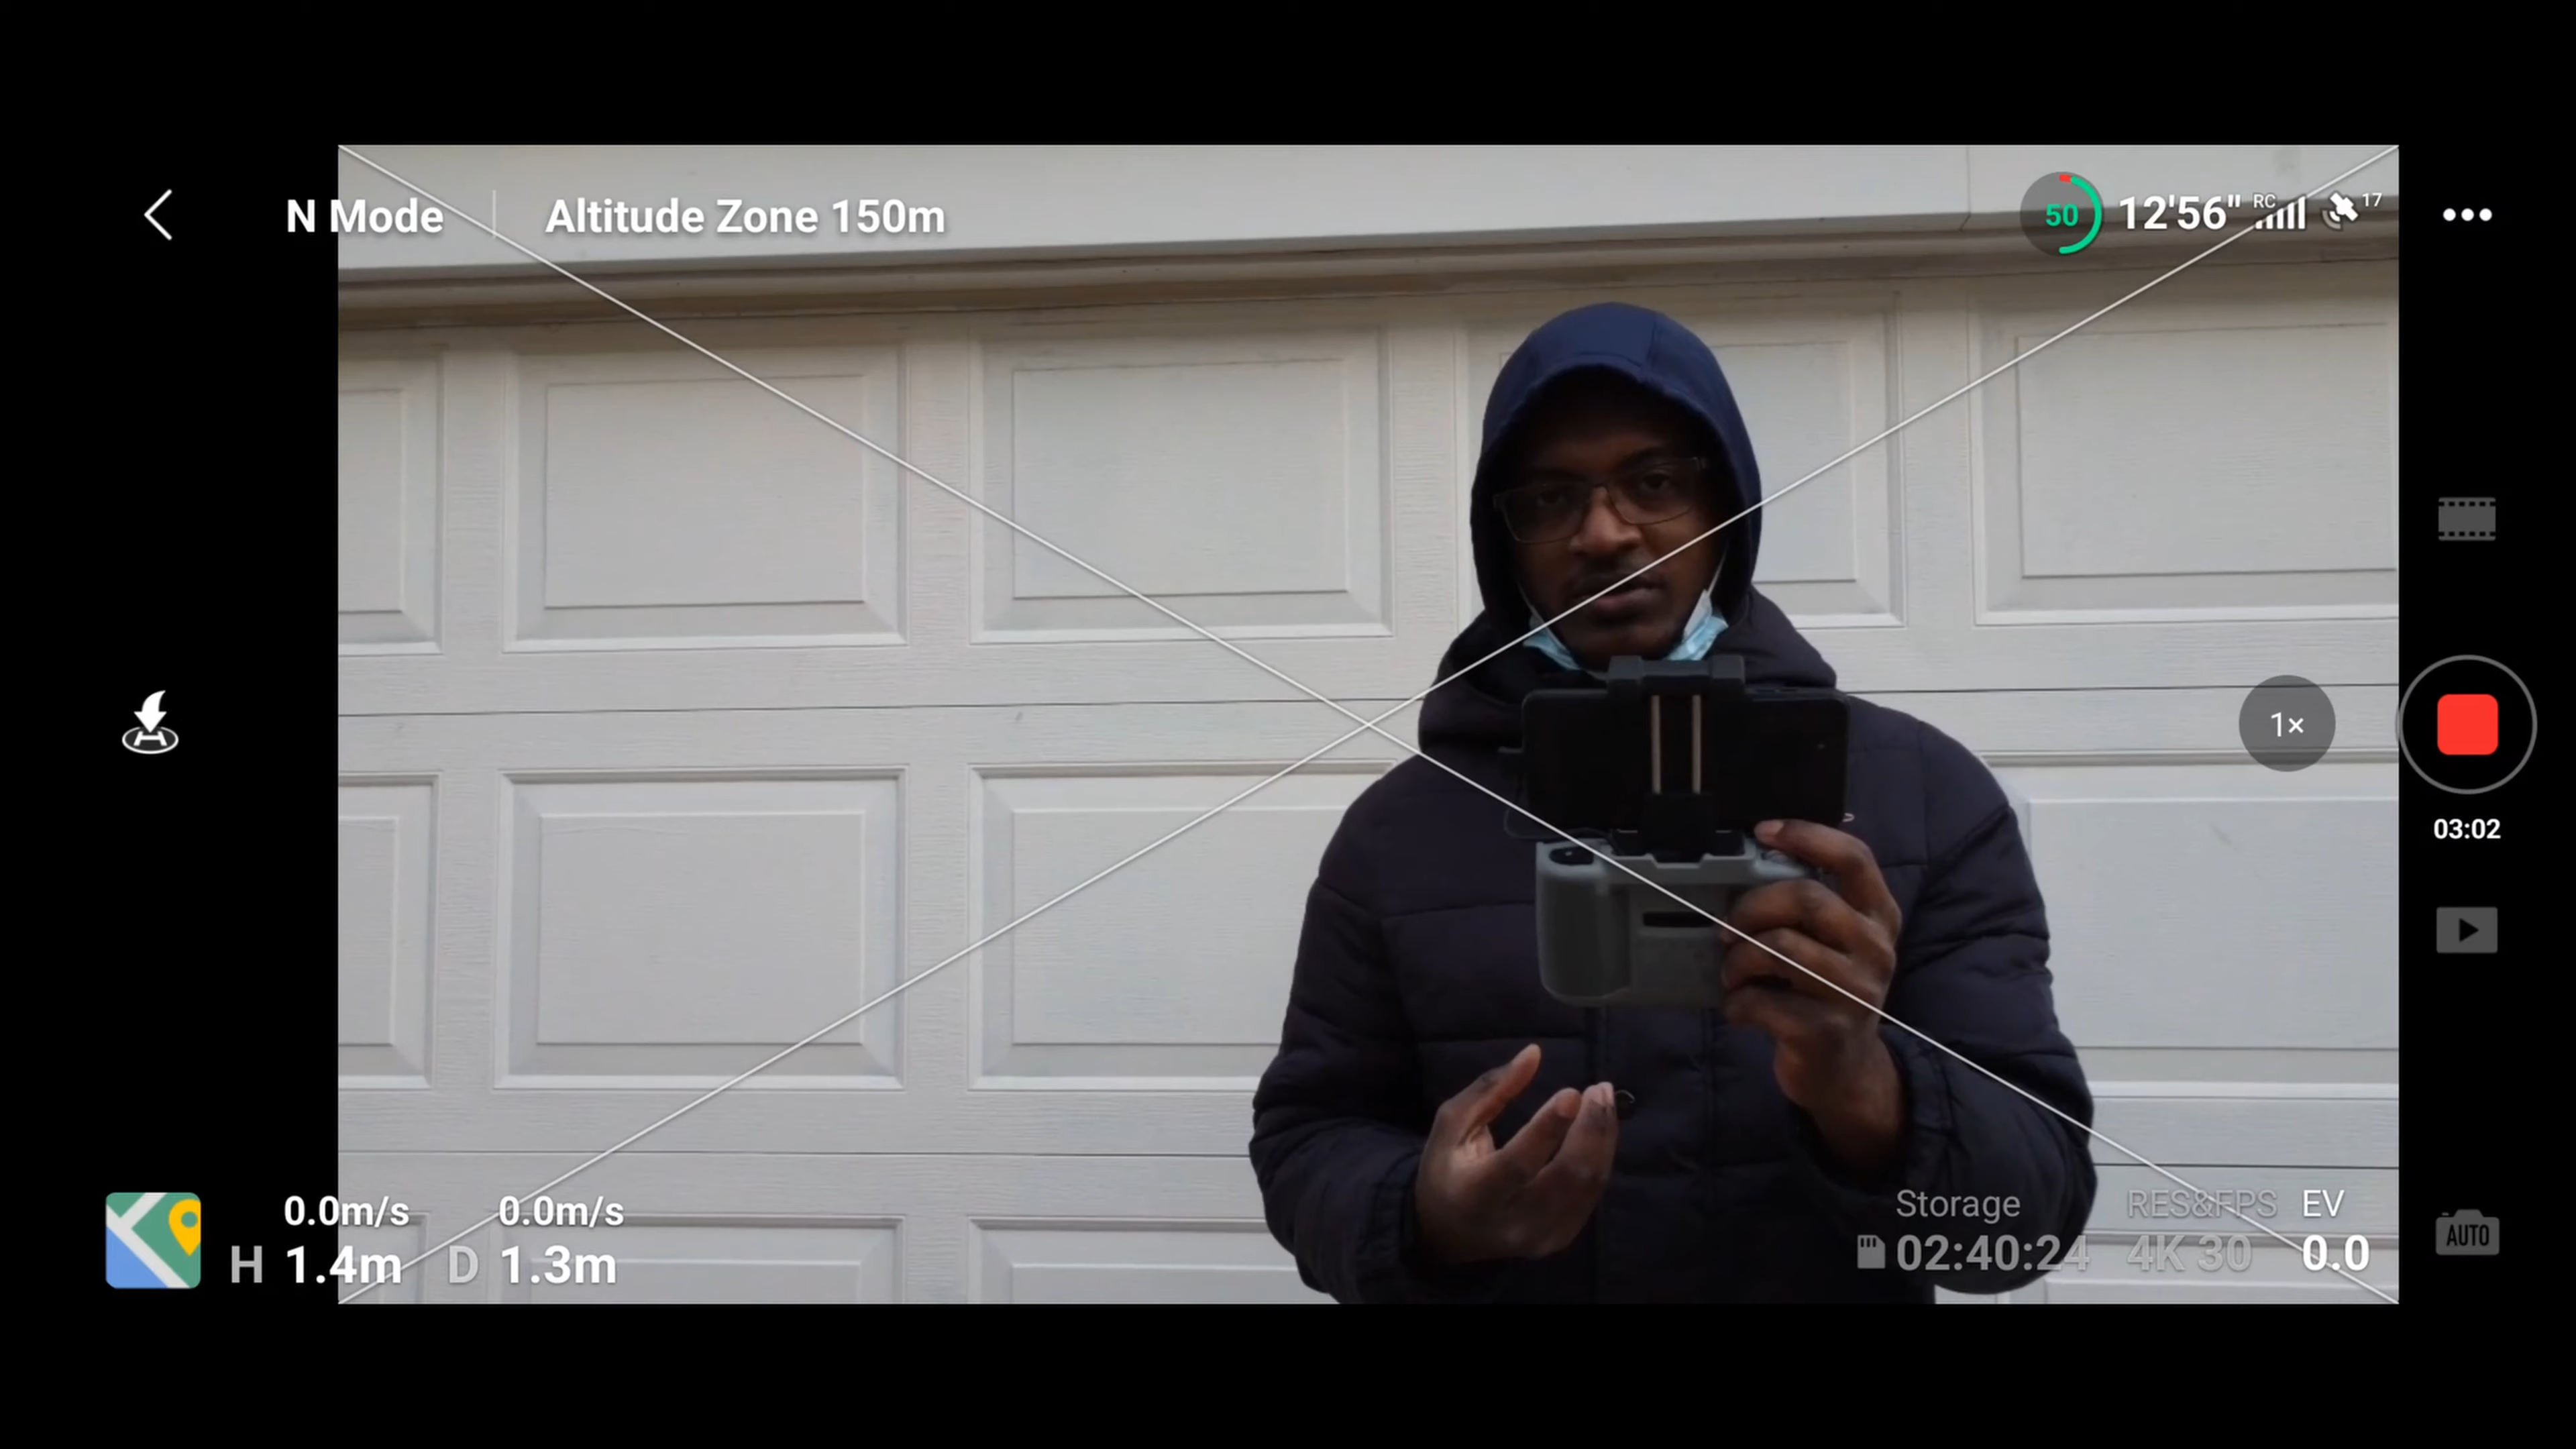 N Mode
Altitude Zone 150m
50
12'56"
RC
17
1×
03:02
0.0m/s
0.0m/s
H 1.4m
D 1.3m
Storage
02:40:24
RES&FPS
4K 30
EV
0.0
AUTO